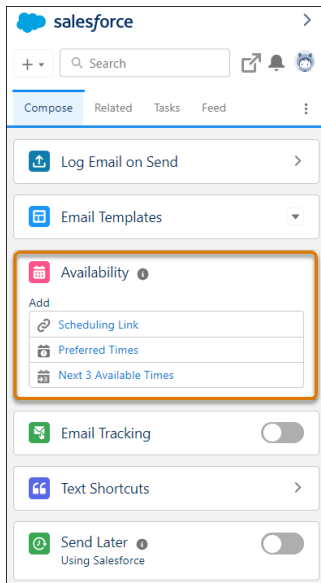 salesforce
Search
Compose Related Tasks Feed
Log Email on Send
Email Templates
Availability
Add
Scheduling Link
Preferred Times
Next 3 Available Times
Email Tracking
Text Shortcuts
Send Later
Using Salesforce